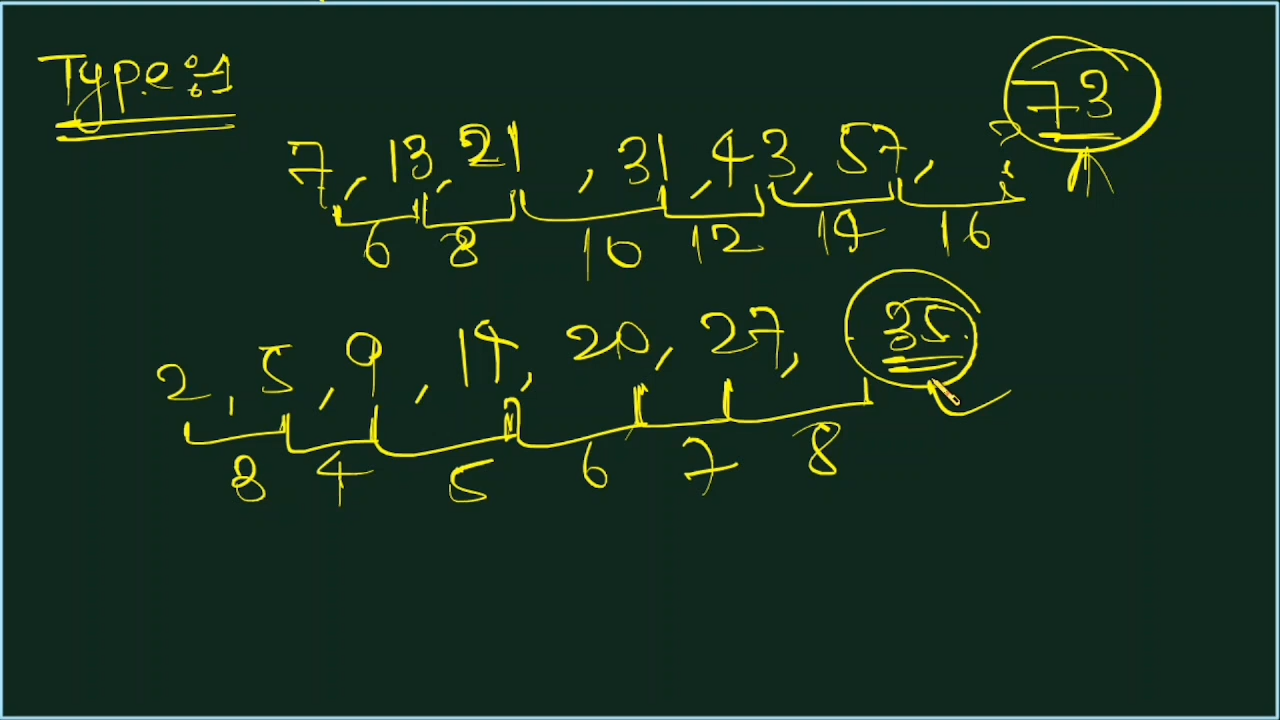 Type:-1
73
7, 13, 21, 31, 43, 57, ?
6 8 10 12 14 16
2, 5, 9, 14, 20, 27, 35
3 4 5 6 7 8